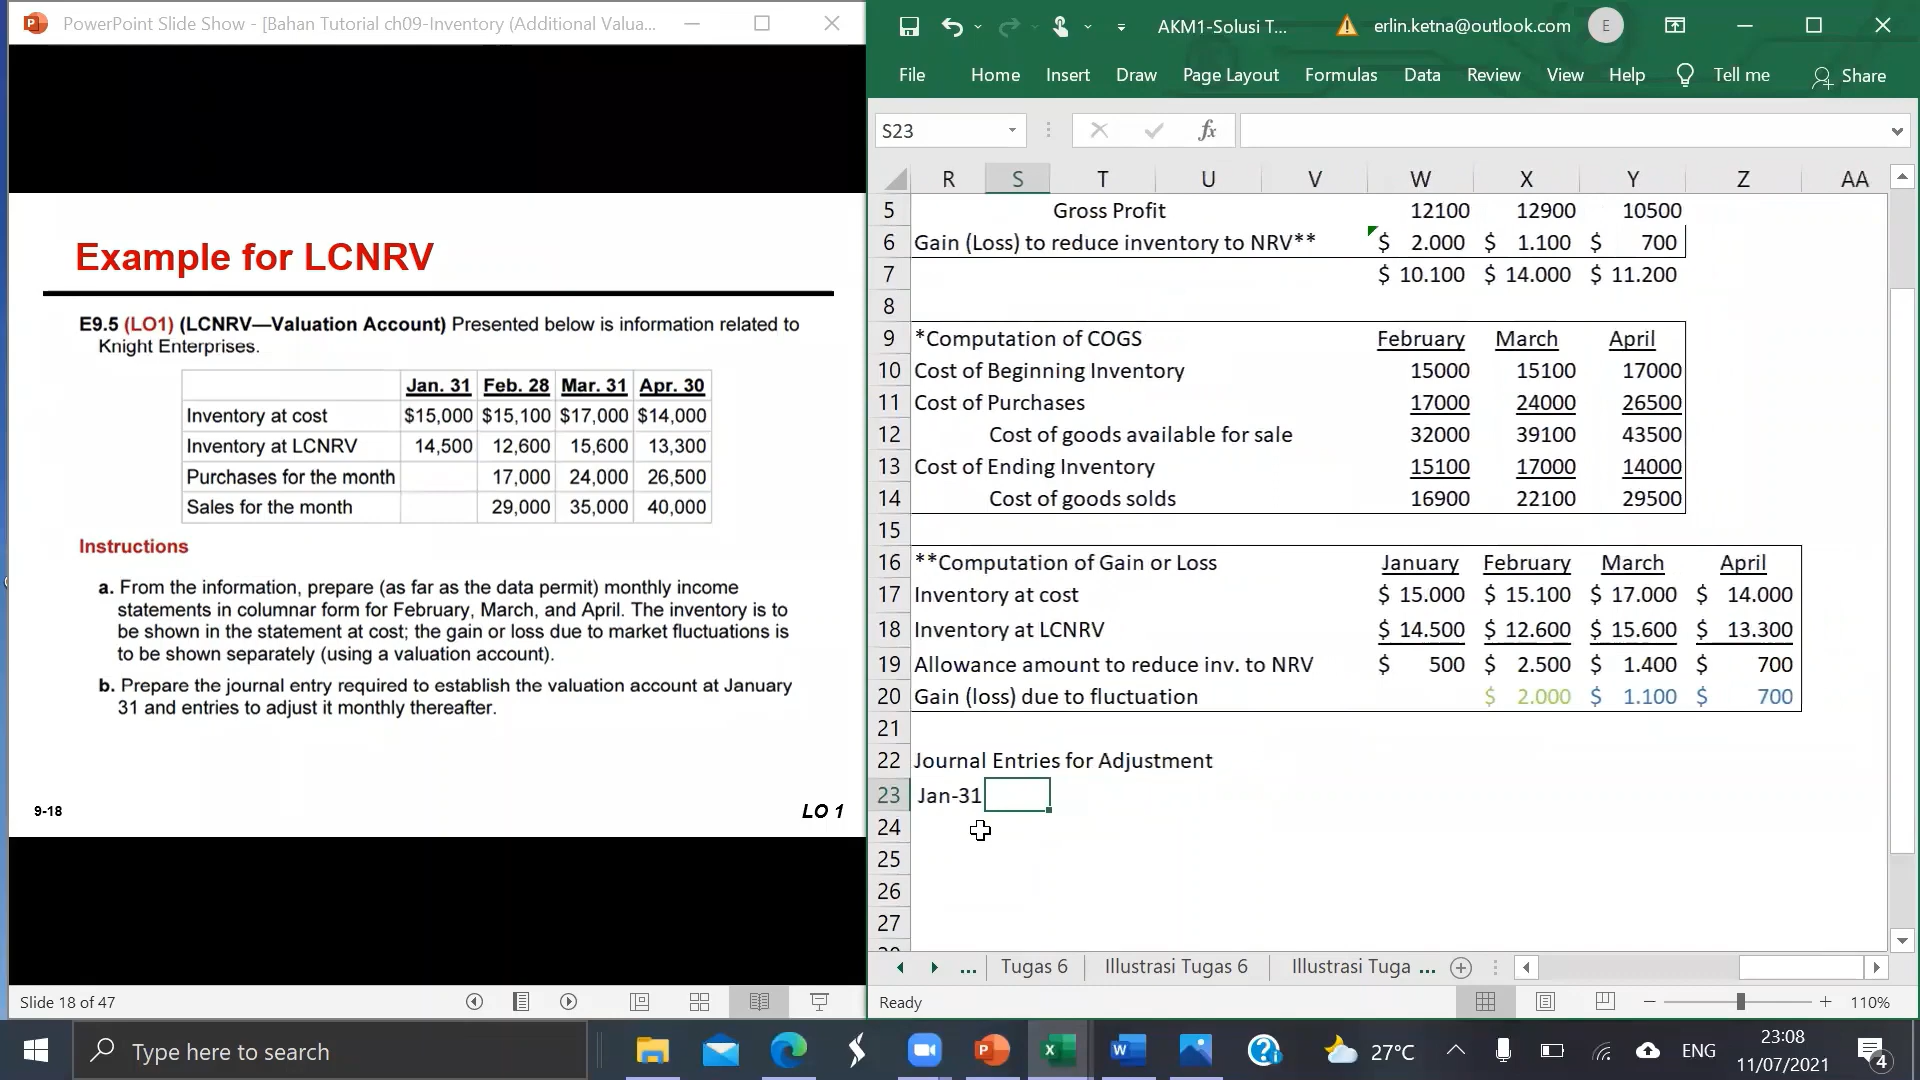 PowerPoint Slide Show - [Bahan Tutorial ch09-Inventory (Additional Valua...
Example for LCNRV
E9.5 (LO1) (LCNRV—Valuation Account) Presented below is information related to
Knight Enterprises.
Jan. 31 Feb. 28 Mar. 31 Apr. 30
Inventory at cost $15,000 $15,100 $17,000 $14,000
Inventory at LCNRV 14,500 12,600 15,600 13,300
Purchases for the month 17,000 24,000 26,500
Sales for the month 29,000 35,000 40,000
Instructions
a. From the information, prepare (as far as the data permit) monthly income
statements in columnar form for February, March, and April. The inventory is to
be shown in the statement at cost; the gain or loss due to market fluctuations is
to be shown separately (using a valuation account).
b. Prepare the journal entry required to establish the valuation account at January
31 and entries to adjust it monthly thereafter.
9-18 LO 1
Slide 18 of 47
AKM1-Solusi T... erlin.ketna@outlook.com E
File Home Insert Draw Page Layout Formulas Data Review View Help Tell me Share
S23 fx
R S T U V W X Y Z AA
5 Gross Profit 12100 12900 10500
6 Gain (Loss) to reduce inventory to NRV** $ 2.000 $ 1.100 $ 700
7 $ 10.100 $ 14.000 $ 11.200
8
9 *Computation of COGS February March April
10 Cost of Beginning Inventory 15000 15100 17000
11 Cost of Purchases 17000 24000 26500
12 Cost of goods available for sale 32000 39100 43500
13 Cost of Ending Inventory 15100 17000 14000
14 Cost of goods solds 16900 22100 29500
15
16 **Computation of Gain or Loss January February March April
17 Inventory at cost $ 15.000 $ 15.100 $ 17.000 $ 14.000
18 Inventory at LCNRV $ 14.500 $ 12.600 $ 15.600 $ 13.300
19 Allowance amount to reduce inv. to NRV $ 500 $ 2.500 $ 1.400 $ 700
20 Gain (loss) due to fluctuation $ 2.000 $ 1.100 $ 700
21
22 Journal Entries for Adjustment
23 Jan-31
24
25
26
27
... Tugas 6 Illustrasi Tugas 6 Illustrasi Tuga ...
Ready 110%
Type here to search 27°C ENG 23:08
11/07/2021 4